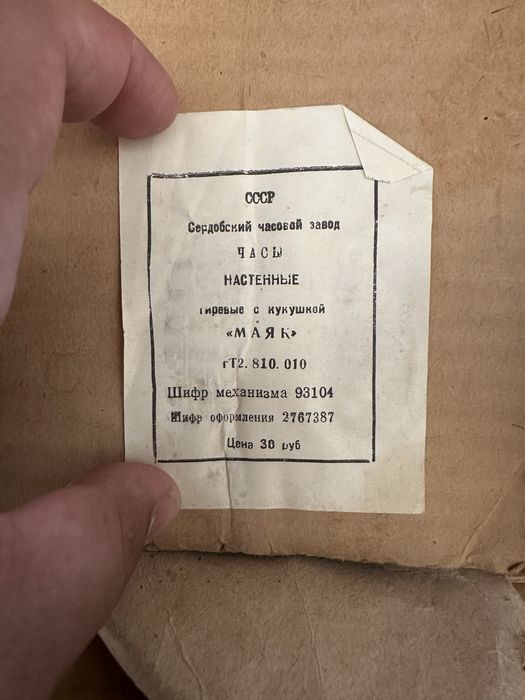 СССР
Сердобский часовой завод
ЧАСЫ
НАСТЕННЫЕ
гиревые с кукушкой
«МАЯК»
гТ2. 810. 010
Шифр механизма 93104
Шифр оформления 2767387
Цена 30 руб